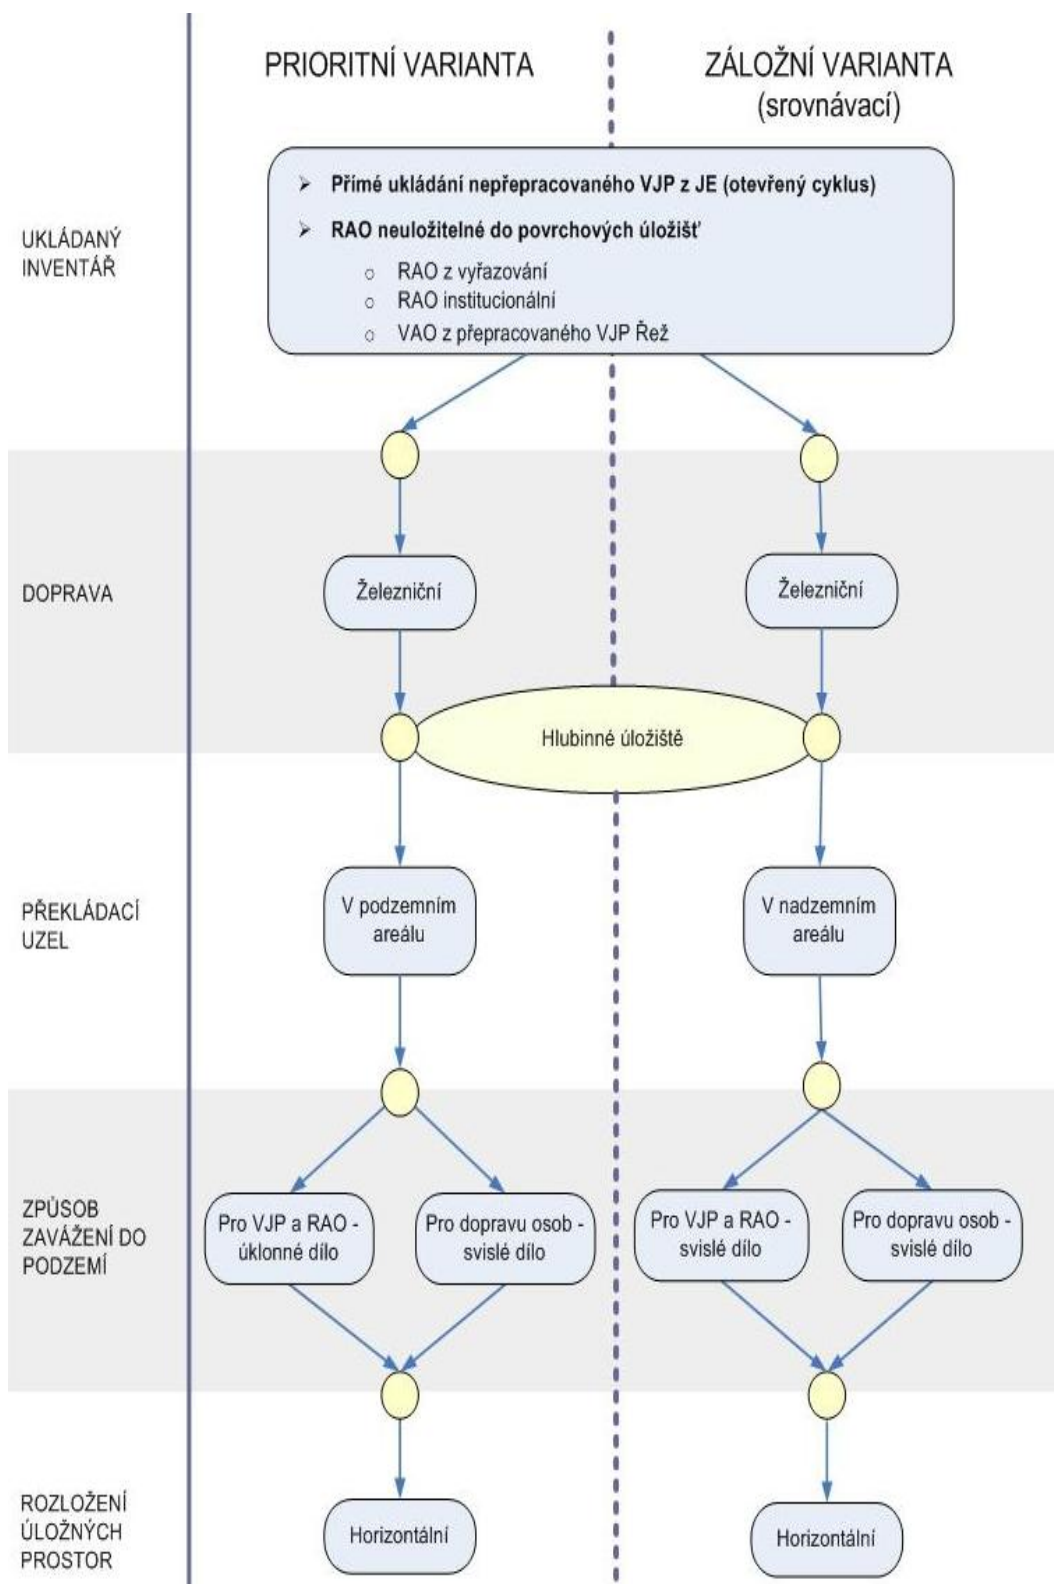 PRIORITNÍ VARIANTA
ZÁLOŽNÍ VARIANTA
(srovnávací)
UKLÁDANÝ
INVENTÁŘ
➢ Přímé ukládání nepřepracovaného VJP z JE (otevřený cyklus)
➢ RAO neuložitelné do povrchových úložišť
○ RAO z vyřazování
○ RAO institucionální
○ VAO z přepracovaného VJP Řež
DOPRAVA
Železniční
Železniční
Hlubinné úložiště
PŘEKLÁDACÍ
UZEL
V podzemním
areálu
V nadzemním
areálu
ZPŮSOB
ZAVÁŽENÍ DO
PODZEMÍ
Pro VJP a RAO -
úklonné dílo
Pro dopravu osob -
svislé dílo
Pro VJP a RAO -
svislé dílo
Pro dopravu osob -
svislé dílo
ROZLOŽENÍ
ÚLOŽNÝCH
PROSTOR
Horizontální
Horizontální